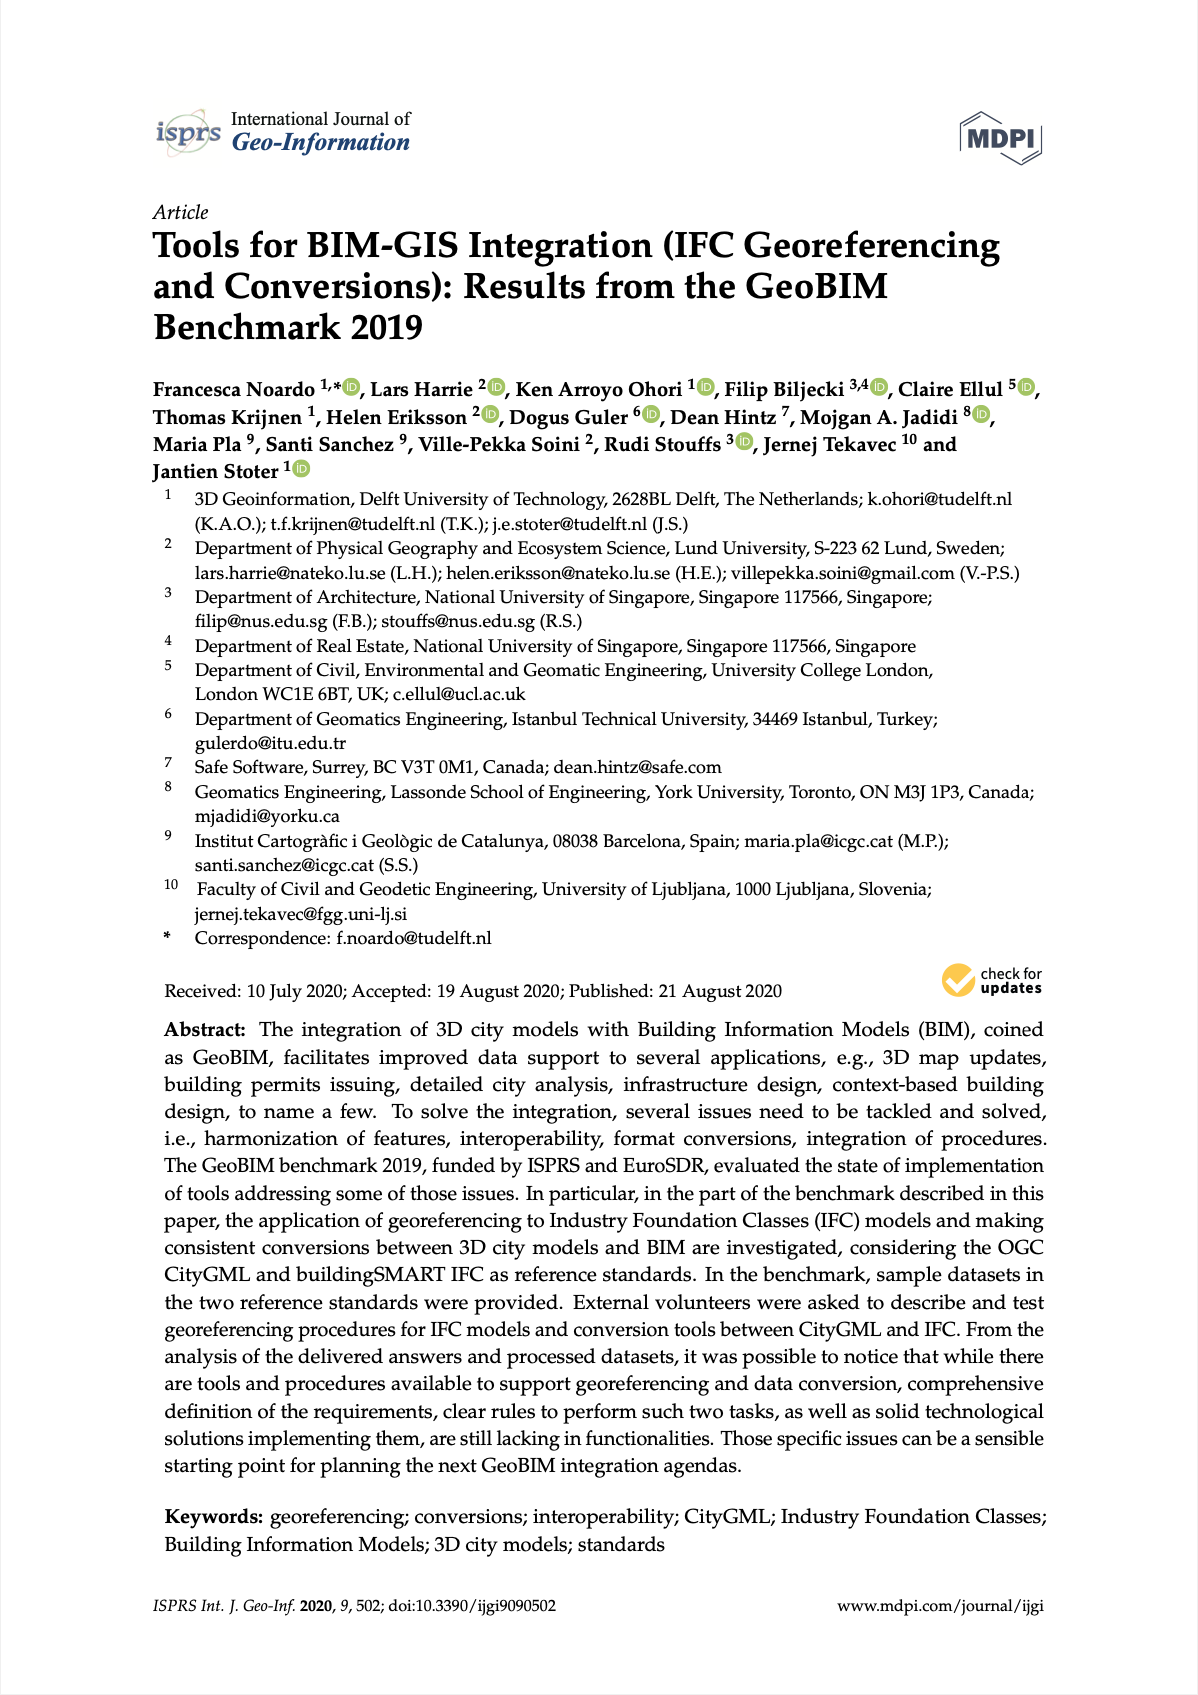 isprs
International Journal of
Geo-Information
MDPI
Article
Tools for BIM-GIS Integration (IFC Georeferencing
and Conversions): Results from the GeoBIM
Benchmark 2019
Francesca Noardo 1,* iD, Lars Harrie 2 iD, Ken Arroyo Ohori 1 iD, Filip Biljecki 3,4 iD, Claire Ellul 5 iD,
Thomas Krijnen 1, Helen Eriksson 2 iD, Dogus Guler 6 iD, Dean Hintz 7, Mojgan A. Jadidi 8 iD,
Maria Pla 9, Santi Sanchez 9, Ville-Pekka Soini 2, Rudi Stouffs 3 iD, Jernej Tekavec 10 and
Jantien Stoter 1 iD
1 3D Geoinformation, Delft University of Technology, 2628BL Delft, The Netherlands; k.ohori@tudelft.nl
(K.A.O.); t.f.krijnen@tudelft.nl (T.K.); j.e.stoter@tudelft.nl (J.S.)
2 Department of Physical Geography and Ecosystem Science, Lund University, S-223 62 Lund, Sweden;
lars.harrie@nateko.lu.se (L.H.); helen.eriksson@nateko.lu.se (H.E.); villepekka.soini@gmail.com (V.-P.S.)
3 Department of Architecture, National University of Singapore, Singapore 117566, Singapore;
filip@nus.edu.sg (F.B.); stouffs@nus.edu.sg (R.S.)
4 Department of Real Estate, National University of Singapore, Singapore 117566, Singapore
5 Department of Civil, Environmental and Geomatic Engineering, University College London,
London WC1E 6BT, UK; c.ellul@ucl.ac.uk
6 Department of Geomatics Engineering, Istanbul Technical University, 34469 Istanbul, Turkey;
gulerdo@itu.edu.tr
7 Safe Software, Surrey, BC V3T 0M1, Canada; dean.hintz@safe.com
8 Geomatics Engineering, Lassonde School of Engineering, York University, Toronto, ON M3J 1P3, Canada;
mjadidi@yorku.ca
9 Institut Cartogràfic i Geològic de Catalunya, 08038 Barcelona, Spain; maria.pla@icgc.cat (M.P.);
santi.sanchez@icgc.cat (S.S.)
10 Faculty of Civil and Geodetic Engineering, University of Ljubljana, 1000 Ljubljana, Slovenia;
jernej.tekavec@fgg.uni-lj.si
* Correspondence: f.noardo@tudelft.nl
Received: 10 July 2020; Accepted: 19 August 2020; Published: 21 August 2020
check for
updates
Abstract: The integration of 3D city models with Building Information Models (BIM), coined
as GeoBIM, facilitates improved data support to several applications, e.g., 3D map updates,
building permits issuing, detailed city analysis, infrastructure design, context-based building
design, to name a few. To solve the integration, several issues need to be tackled and solved,
i.e., harmonization of features, interoperability, format conversions, integration of procedures.
The GeoBIM benchmark 2019, funded by ISPRS and EuroSDR, evaluated the state of implementation
of tools addressing some of those issues. In particular, in the part of the benchmark described in this
paper, the application of georeferencing to Industry Foundation Classes (IFC) models and making
consistent conversions between 3D city models and BIM are investigated, considering the OGC
CityGML and buildingSMART IFC as reference standards. In the benchmark, sample datasets in
the two reference standards were provided. External volunteers were asked to describe and test
georeferencing procedures for IFC models and conversion tools between CityGML and IFC. From the
analysis of the delivered answers and processed datasets, it was possible to notice that while there
are tools and procedures available to support georeferencing and data conversion, comprehensive
definition of the requirements, clear rules to perform such two tasks, as well as solid technological
solutions implementing them, are still lacking in functionalities. Those specific issues can be a sensible
starting point for planning the next GeoBIM integration agendas.
Keywords: georeferencing; conversions; interoperability; CityGML; Industry Foundation Classes;
Building Information Models; 3D city models; standards
ISPRS Int. J. Geo-Inf. 2020, 9, 502; doi:10.3390/ijgi9090502
www.mdpi.com/journal/ijgi